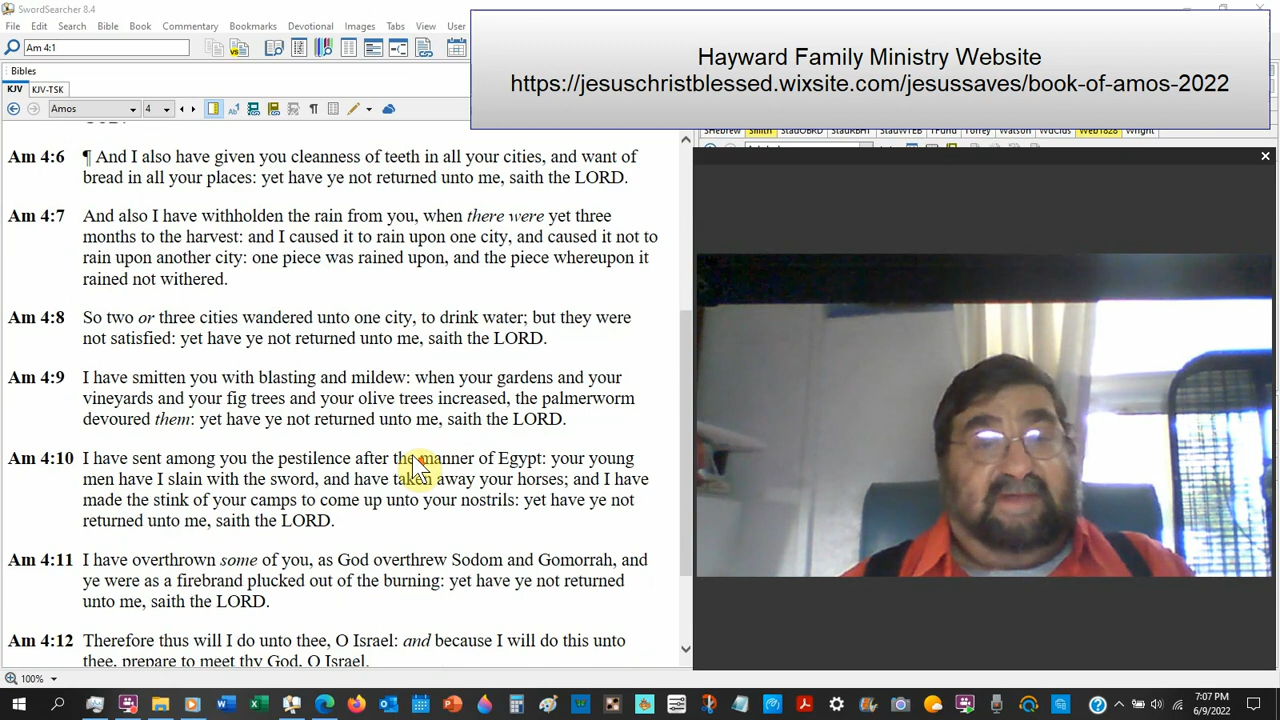 SwordSearcher 8.4
File Edit Search Bible Book Commentary Bookmarks Devotional Images Tabs View User
Am 4:1
Hayward Family Ministry Website
https://jesuschristblessed.wixsite.com/jesussaves/book-of-amos-2022
Bibles
KJV KJV-TSK
Amos 4
SHebrew Smith StauOBRD StauRBHT StauWTEB TFund Torrey Watson WdClds Web1828 Wright
Am 4:6 ¶ And I also have given you cleanness of teeth in all your cities, and want of
bread in all your places: yet have ye not returned unto me, saith the LORD.
Am 4:7 And also I have withholden the rain from you, when there were yet three
months to the harvest: and I caused it to rain upon one city, and caused it not to
rain upon another city: one piece was rained upon, and the piece whereupon it
rained not withered.
Am 4:8 So two or three cities wandered unto one city, to drink water; but they were
not satisfied: yet have ye not returned unto me, saith the LORD.
Am 4:9 I have smitten you with blasting and mildew: when your gardens and your
vineyards and your fig trees and your olive trees increased, the palmerworm
devoured them: yet have ye not returned unto me, saith the LORD.
Am 4:10 I have sent among you the pestilence after the manner of Egypt: your young
men have I slain with the sword, and have taken away your horses; and I have
made the stink of your camps to come up unto your nostrils: yet have ye not
returned unto me, saith the LORD.
Am 4:11 I have overthrown some of you, as God overthrew Sodom and Gomorrah, and
ye were as a firebrand plucked out of the burning: yet have ye not returned
unto me, saith the LORD.
Am 4:12 Therefore thus will I do unto thee, O Israel: and because I will do this unto
thee, prepare to meet thy God, O Israel.
100%
7:07 PM
6/9/2022